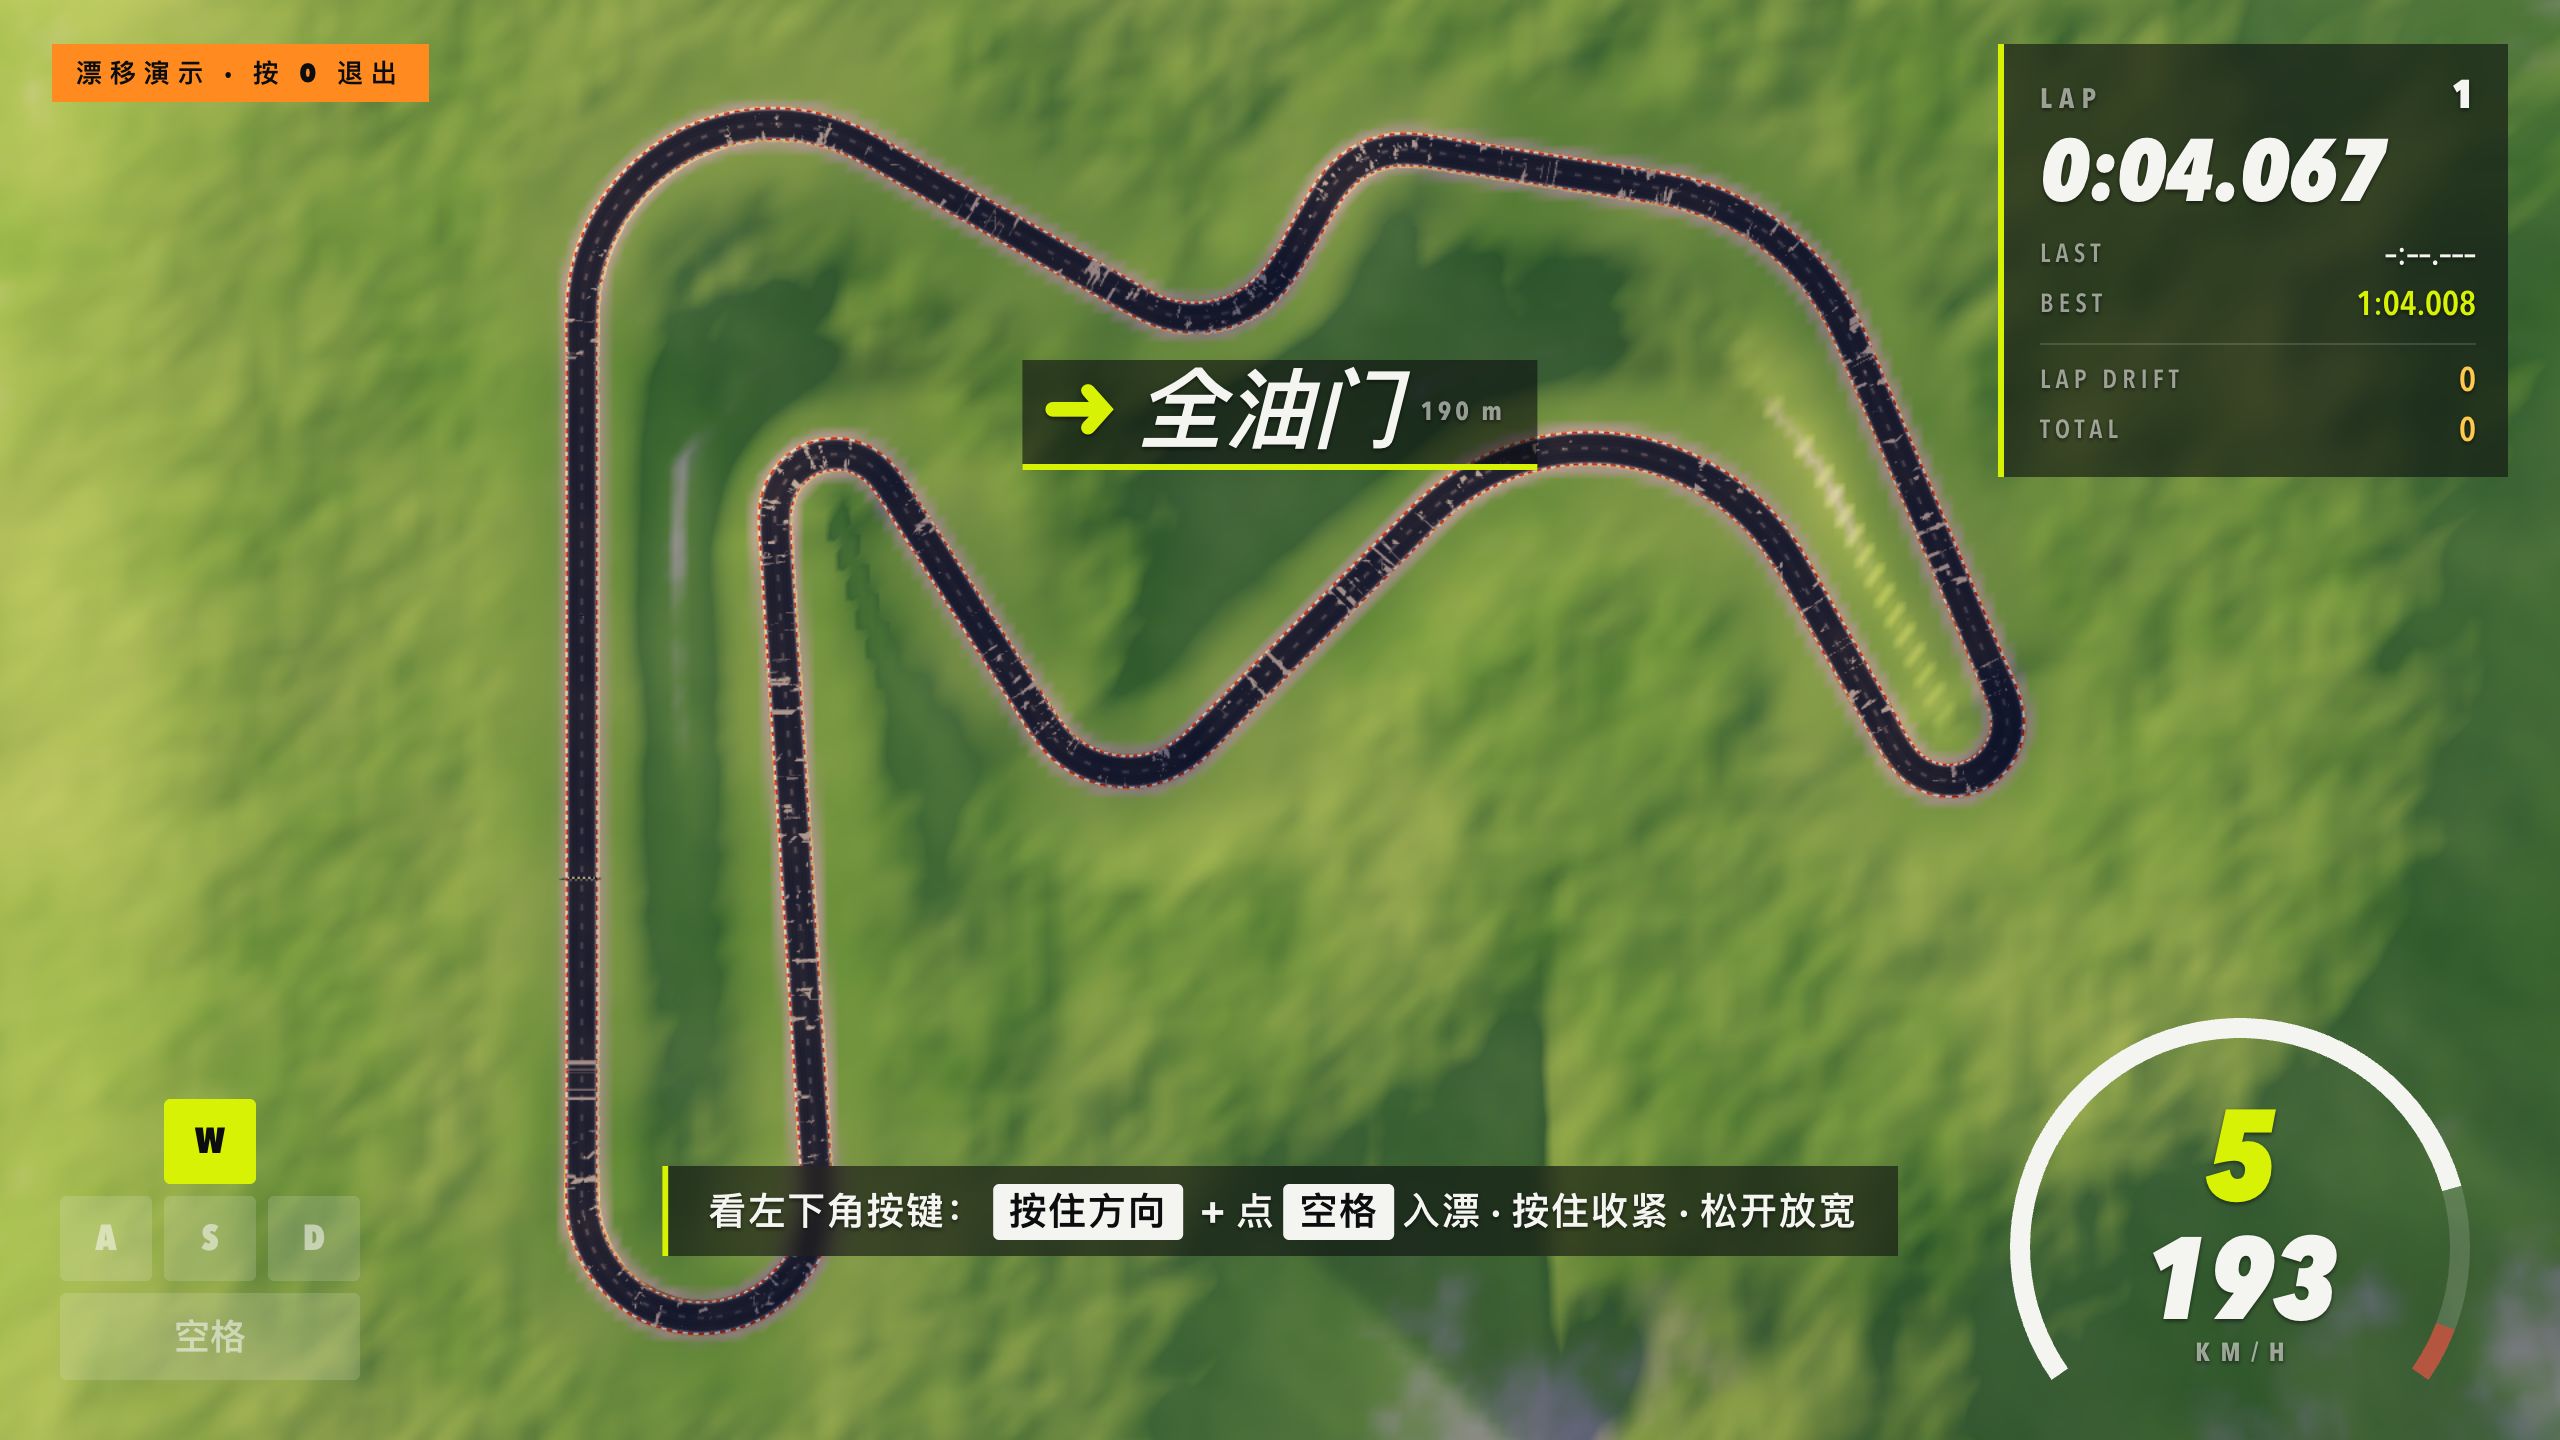 漂移演示 · 按 0 退出
LAP 1
0:04.067
LAST -:--.---
BEST 1:04.008
LAP DRIFT 0
TOTAL 0
全油门 190 m
W
A S D
空格
看左下角按键： 按住方向 + 点 空格 入漂 · 按住收紧 · 松开放宽
5
193
KM/H